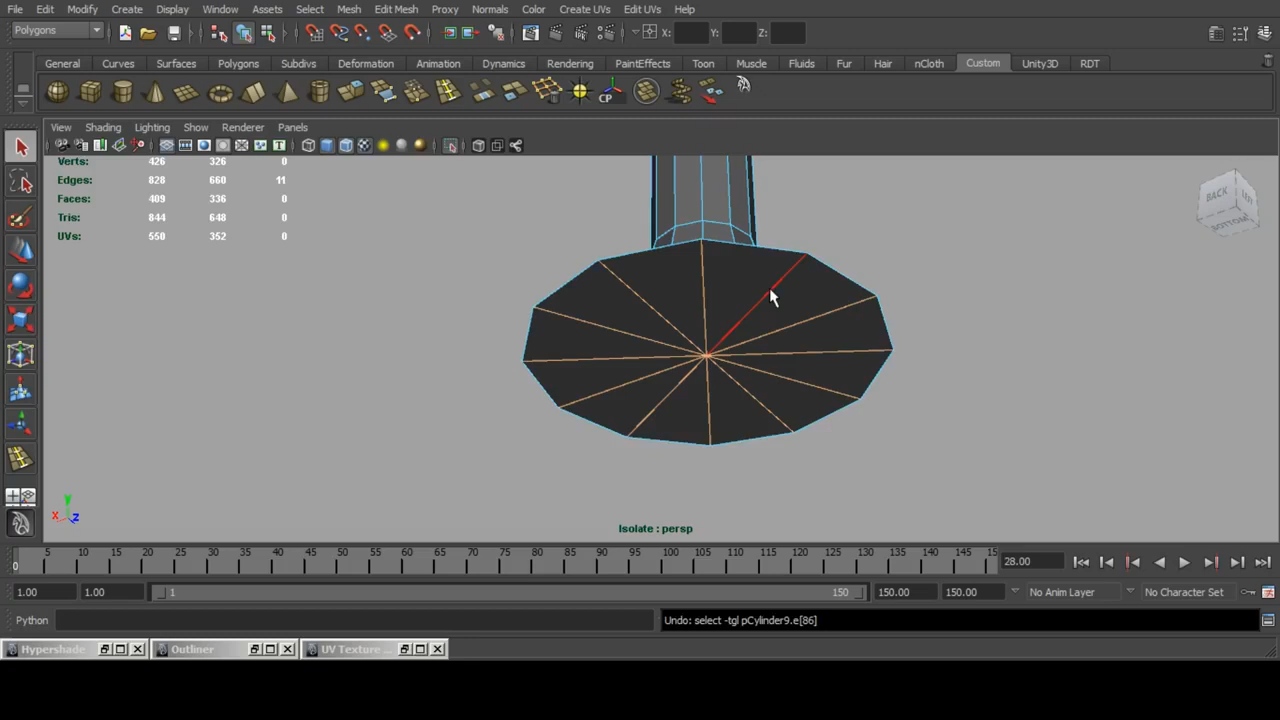 File Edit Modify Create Display Window Assets Select Mesh Edit Mesh Proxy Normals Color Create UVs Edit UVs Help
Polygons X: Y: Z:
General Curves Surfaces Polygons Subdivs Deformation Animation Dynamics Rendering PaintEffects Toon Muscle Fluids Fur Hair nCloth Custom Unity3D RDT
CP
View Shading Lighting Show Renderer Panels
Verts: 426 326 0
Edges: 828 660 11
Faces: 409 336 0
Tris: 844 648 0
UVs: 550 352 0
BACK
BOTTOM
y
x z
Isolate : persp
5 10 15 20 25 30 35 40 45 50 55 60 65 70 75 80 85 90 95 100 105 110 115 120 125 130 135 140 145 15
0 28.00
1.00 1.00 1 150 150.00 150.00 No Anim Layer No Character Set
Python Undo: select -tgl pCylinder9.e[86]
Hypershade Outliner UV Texture ...